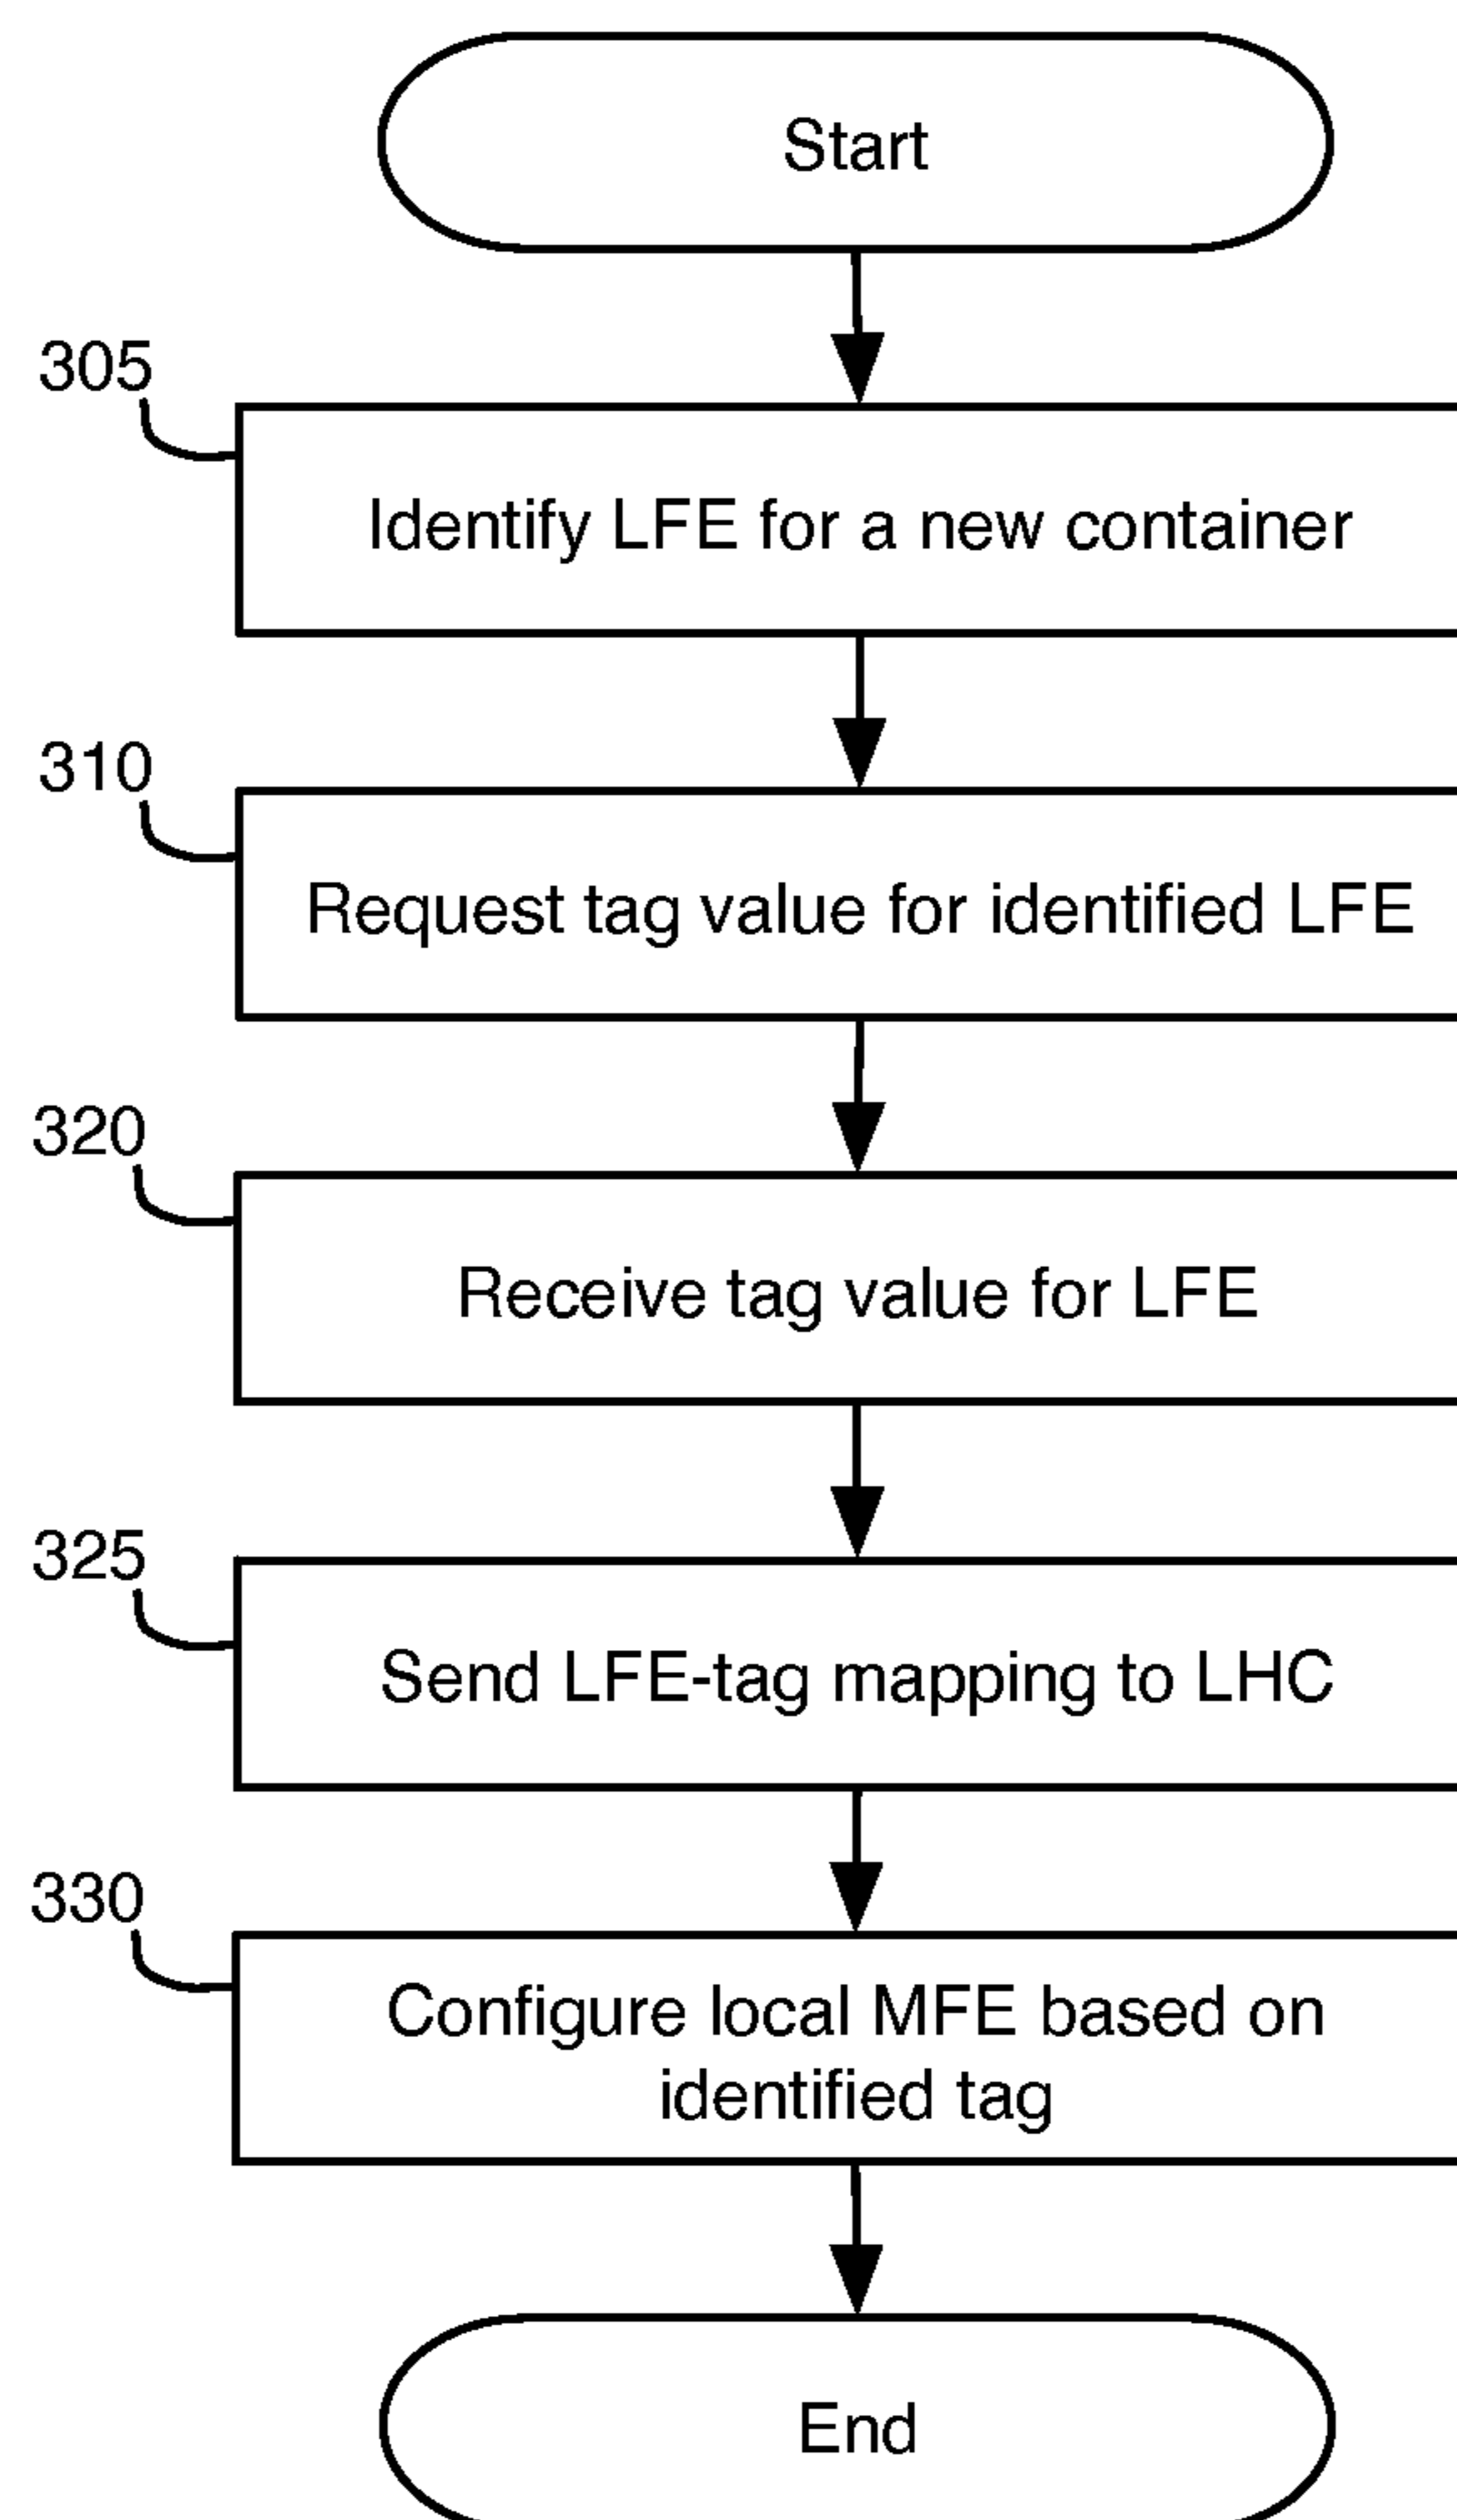 Start
305
Identify LFE for a new container
310
Request tag value for identified LFE
320
Receive tag value for LFE
325
Send LFE-tag mapping to LHC
330
Configure local MFE based on
identified tag
End